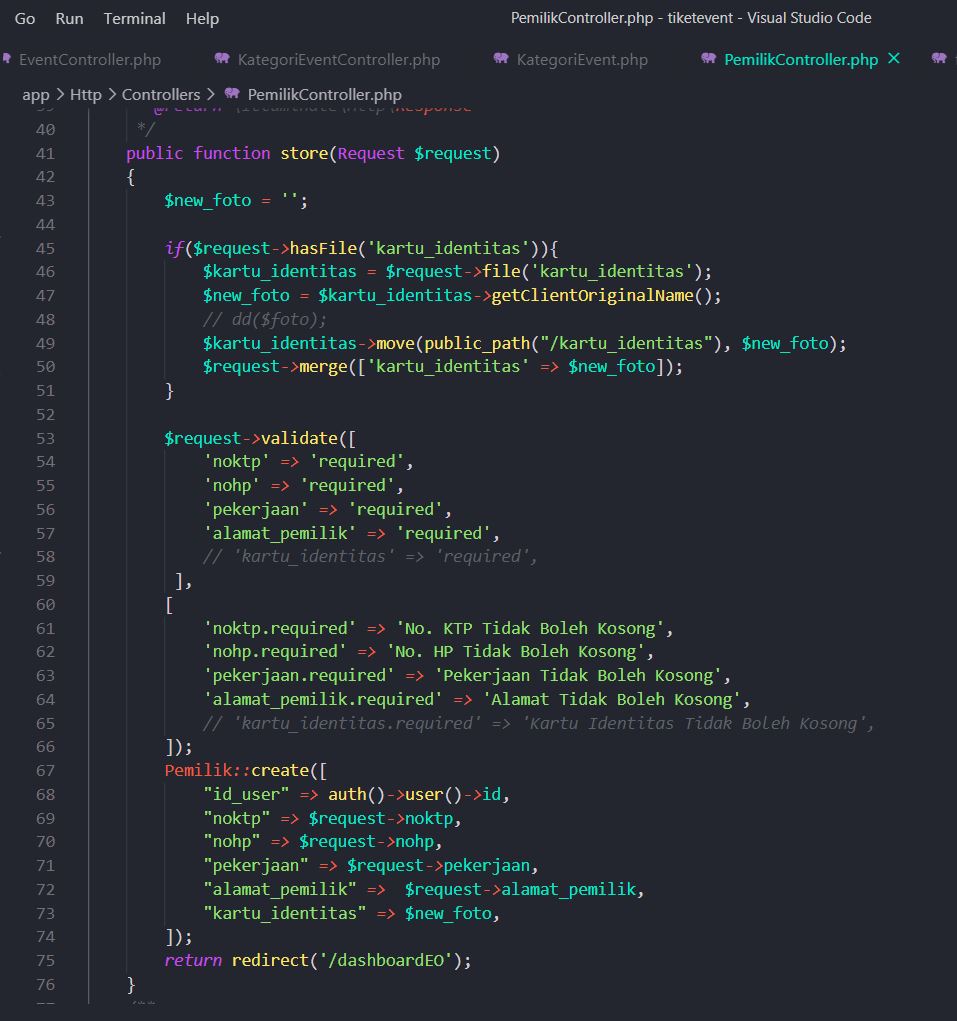 Go Run Terminal Help PemilikController.php - tiketevent - Visual Studio Code
EventController.php KategoriEventController.php KategoriEvent.php PemilikController.php ×
app > Http > Controllers > PemilikController.php
39 @return \Illuminate\Http\Response
40 */
41 public function store(Request $request)
42 {
43 $new_foto = '';
44
45 if($request->hasFile('kartu_identitas')){
46 $kartu_identitas = $request->file('kartu_identitas');
47 $new_foto = $kartu_identitas->getClientOriginalName();
48 // dd($foto);
49 $kartu_identitas->move(public_path("/kartu_identitas"), $new_foto);
50 $request->merge(['kartu_identitas' => $new_foto]);
51 }
52
53 $request->validate([
54 'noktp' => 'required',
55 'nohp' => 'required',
56 'pekerjaan' => 'required',
57 'alamat_pemilik' => 'required',
58 // 'kartu_identitas' => 'required',
59 ],
60 [
61 'noktp.required' => 'No. KTP Tidak Boleh Kosong',
62 'nohp.required' => 'No. HP Tidak Boleh Kosong',
63 'pekerjaan.required' => 'Pekerjaan Tidak Boleh Kosong',
64 'alamat_pemilik.required' => 'Alamat Tidak Boleh Kosong',
65 // 'kartu_identitas.required' => 'Kartu Identitas Tidak Boleh Kosong',
66 ]);
67 Pemilik::create([
68 "id_user" => auth()->user()->id,
69 "noktp" => $request->noktp,
70 "nohp" => $request->nohp,
71 "pekerjaan" => $request->pekerjaan,
72 "alamat_pemilik" => $request->alamat_pemilik,
73 "kartu_identitas" => $new_foto,
74 ]);
75 return redirect('/dashboardEO');
76 }
/**